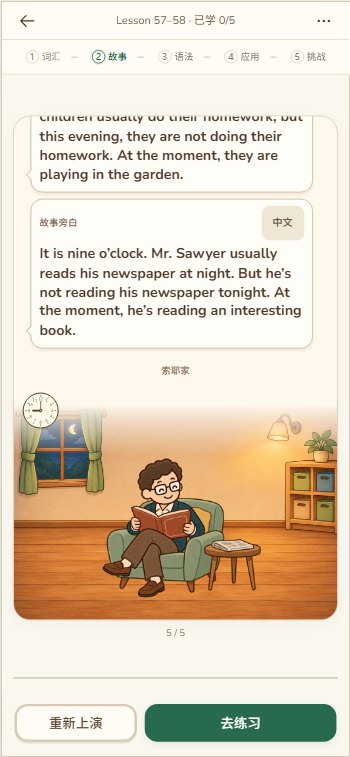 Lesson 57–58 · 已学 0/5
1 词汇 – 2 故事 – 3 语法 – 4 应用 – 5 挑战
children usually do their homework, but
this evening, they are not doing their
homework. At the moment, they are
playing in the garden.
故事旁白
中文
It is nine o’clock. Mr. Sawyer usually
reads his newspaper at night. But he’s
not reading his newspaper tonight. At
the moment, he’s reading an interesting
book.
索耶家
5 / 5
重新上演
去练习